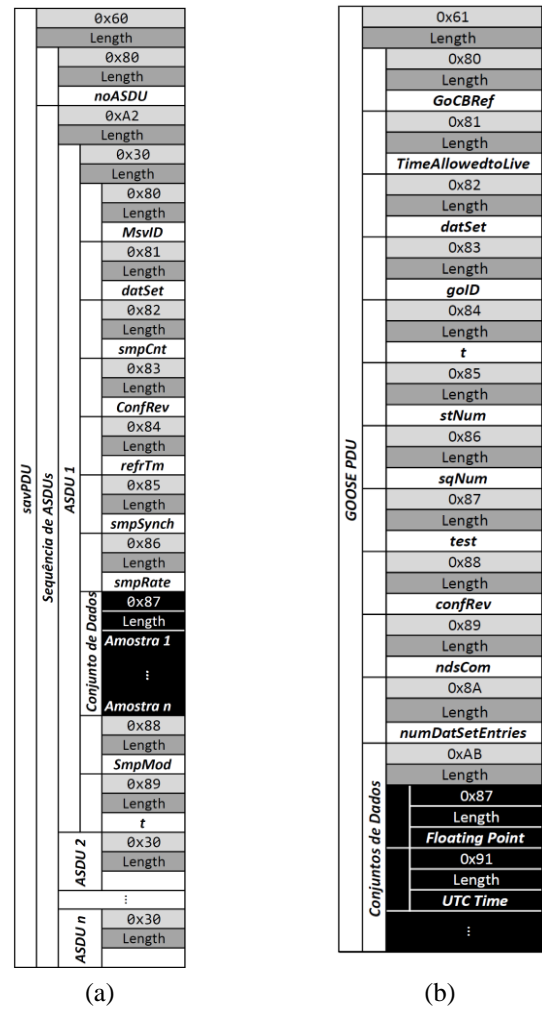 0x60
Length
0x80
Length
noASDU
0xA2
Length
0x30
Length
0x80
Length
MsvID
0x81
Length
datSet
0x82
Length
smpCnt
0x83
Length
ConfRev
0x84
Length
refrTm
0x85
Length
smpSynch
0x86
Length
smpRate
0x87
Length
Amostra 1
⋮
Amostra n
0x88
Length
SmpMod
0x89
Length
t
0x30
Length
⋮
0x30
Length
savPDU
Sequência de ASDUs
ASDU 1
Conjunto de Dados
ASDU 2
ASDU n
(a)
0x61
Length
0x80
Length
GoCBRef
0x81
Length
TimeAllowedtoLive
0x82
Length
datSet
0x83
Length
goID
0x84
Length
t
0x85
Length
stNum
0x86
Length
sqNum
0x87
Length
test
0x88
Length
confRev
0x89
Length
ndsCom
0x8A
Length
numDatSetEntries
0xAB
Length
0x87
Length
Floating Point
0x91
Length
UTC Time
⋮
GOOSE PDU
Conjuntos de Dados
(b)